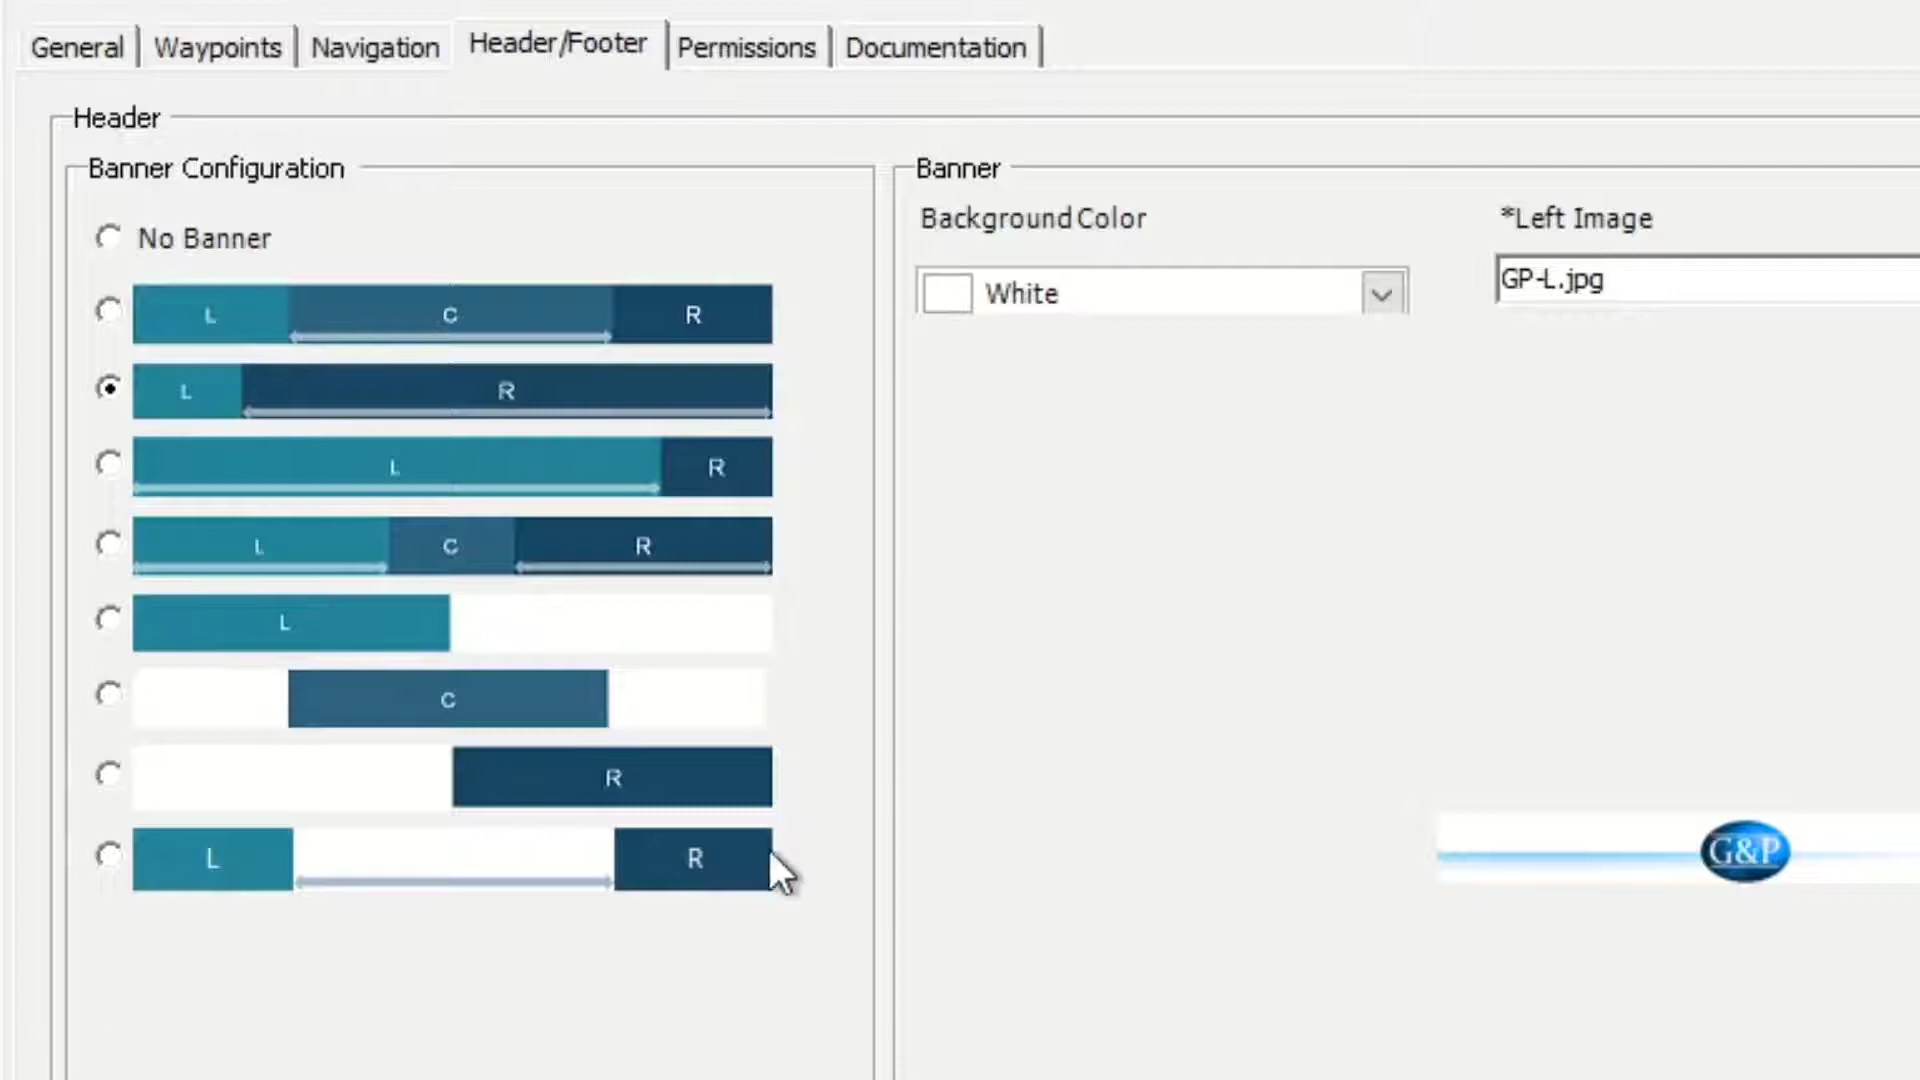 General Waypoints Navigation Header/Footer Permissions Documentation
Header
Banner Configuration
No Banner
L C R
L R
L R
L C R
L
C
R
L R
Banner
Background Color
White
*Left Image
GP-L.jpg
G&P